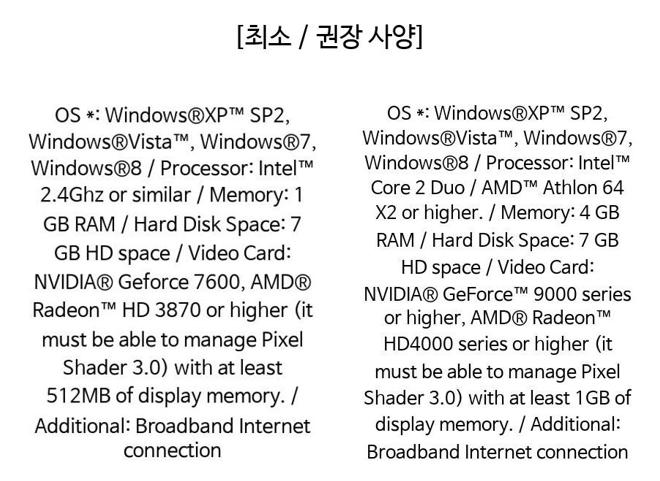 [최소 / 권장 사양]
OS *: Windows®XP™ SP2,
Windows®Vista™, Windows®7,
Windows®8 / Processor: Intel™
2.4Ghz or similar / Memory: 1
GB RAM / Hard Disk Space: 7
GB HD space / Video Card:
NVIDIA® Geforce 7600, AMD®
Radeon™ HD 3870 or higher (it
must be able to manage Pixel
Shader 3.0) with at least
512MB of display memory. /
Additional: Broadband Internet
connection
OS *: Windows®XP™ SP2,
Windows®Vista™, Windows®7,
Windows®8 / Processor: Intel™
Core 2 Duo / AMD™ Athlon 64
X2 or higher. / Memory: 4 GB
RAM / Hard Disk Space: 7 GB
HD space / Video Card:
NVIDIA® GeForce™ 9000 series
or higher, AMD® Radeon™
HD4000 series or higher (it
must be able to manage Pixel
Shader 3.0) with at least 1GB of
display memory. / Additional:
Broadband Internet connection